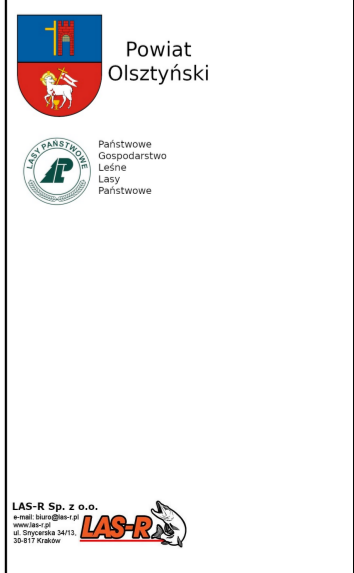 Powiat
Olsztyński
LASY PAŃSTWOWE
Państwowe
Gospodarstwo
Leśne
Lasy
Państwowe
LAS-R Sp. z o.o.
e-mail: biuro@las-r.pl
www.las-r.pl
ul. Snycerska 34/13,
30-817 Kraków
LAS-R